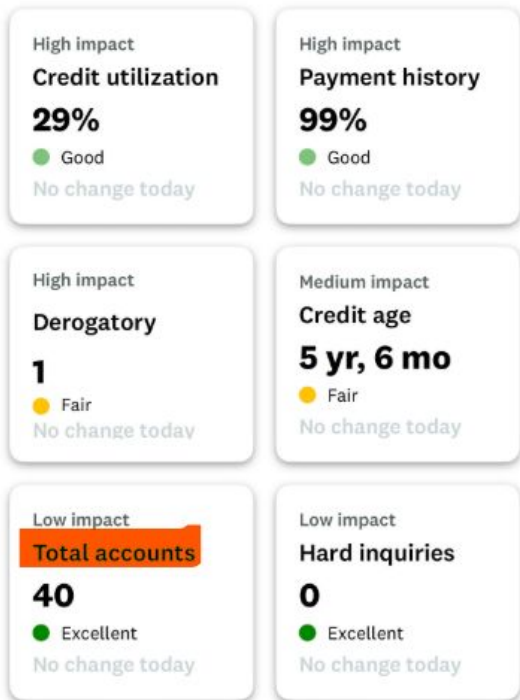 High impact
Credit utilization
29%
Good
No change today
High impact
Payment history
99%
Good
No change today
High impact
Derogatory
1
Fair
No change today
Medium impact
Credit age
5 yr, 6 mo
Fair
No change today
Low impact
Total accounts
40
Excellent
No change today
Low impact
Hard inquiries
0
Excellent
No change today